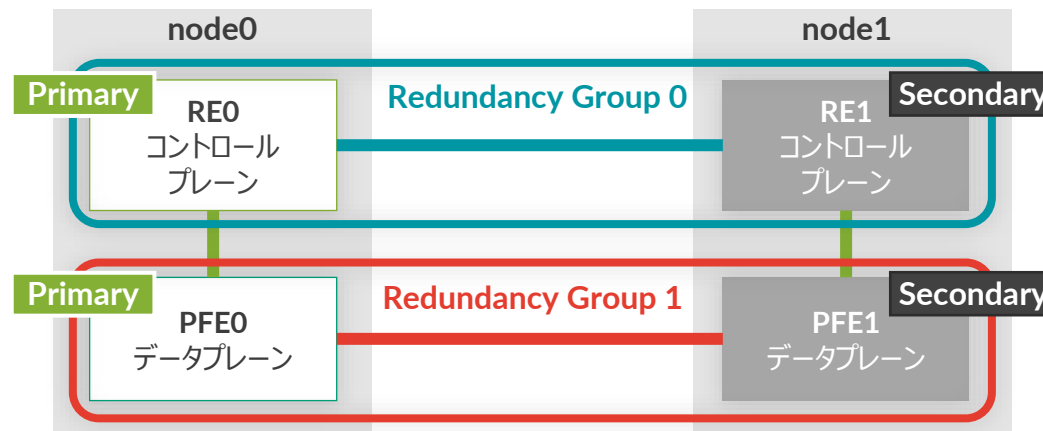 node0
node1
Primary
Redundancy Group 0
Secondary
RE0
コントロール
プレーン
RE1
コントロール
プレーン
Primary
Redundancy Group 1
Secondary
PFE0
データプレーン
PFE1
データプレーン